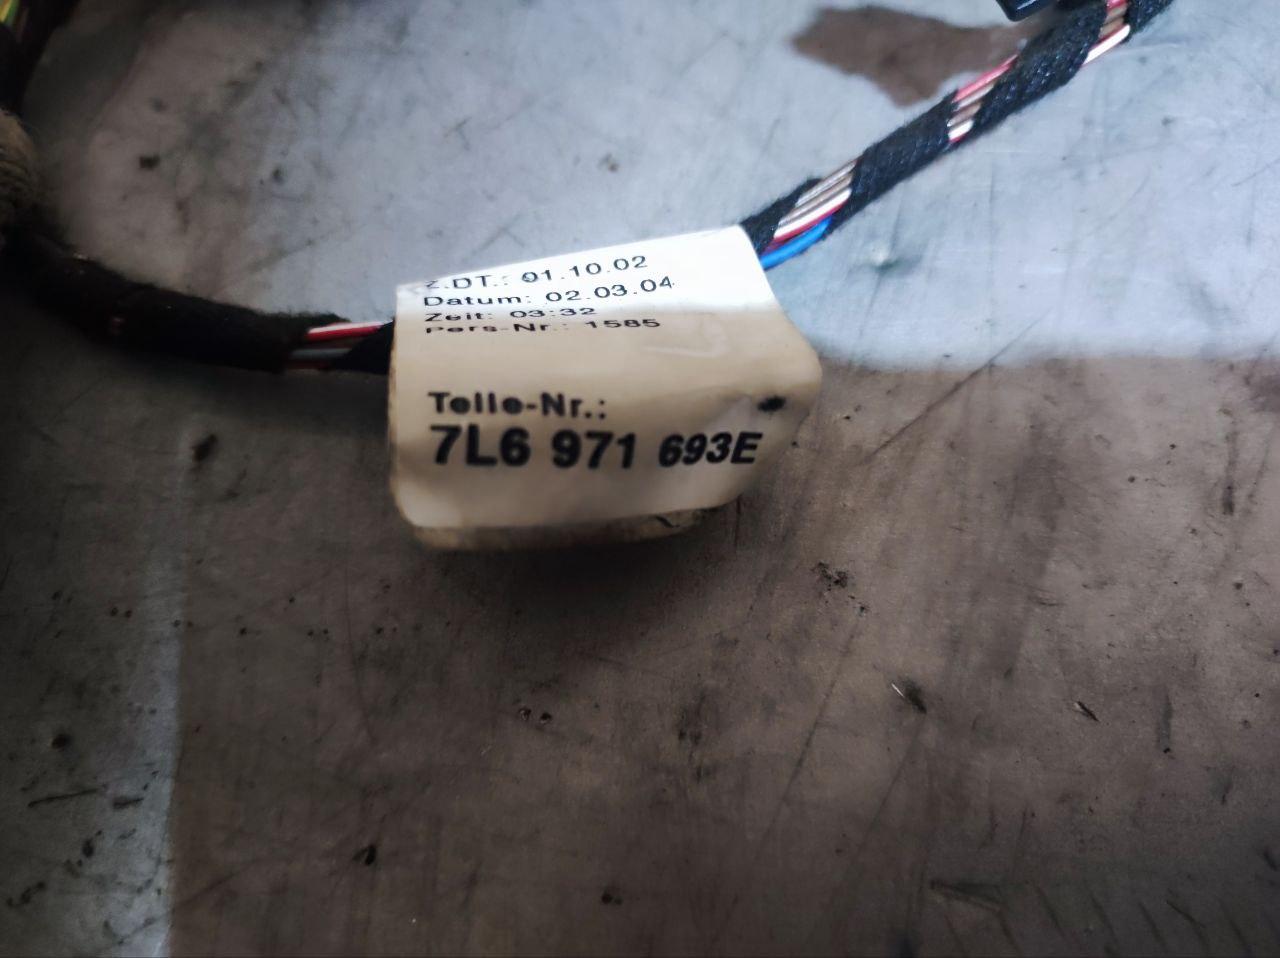 Z.DT.: 01.10.02
Datum: 02.03.04
Zeit: 03:32
Pers-Nr.: 1585
Teile-Nr.:
7L6 971 693E